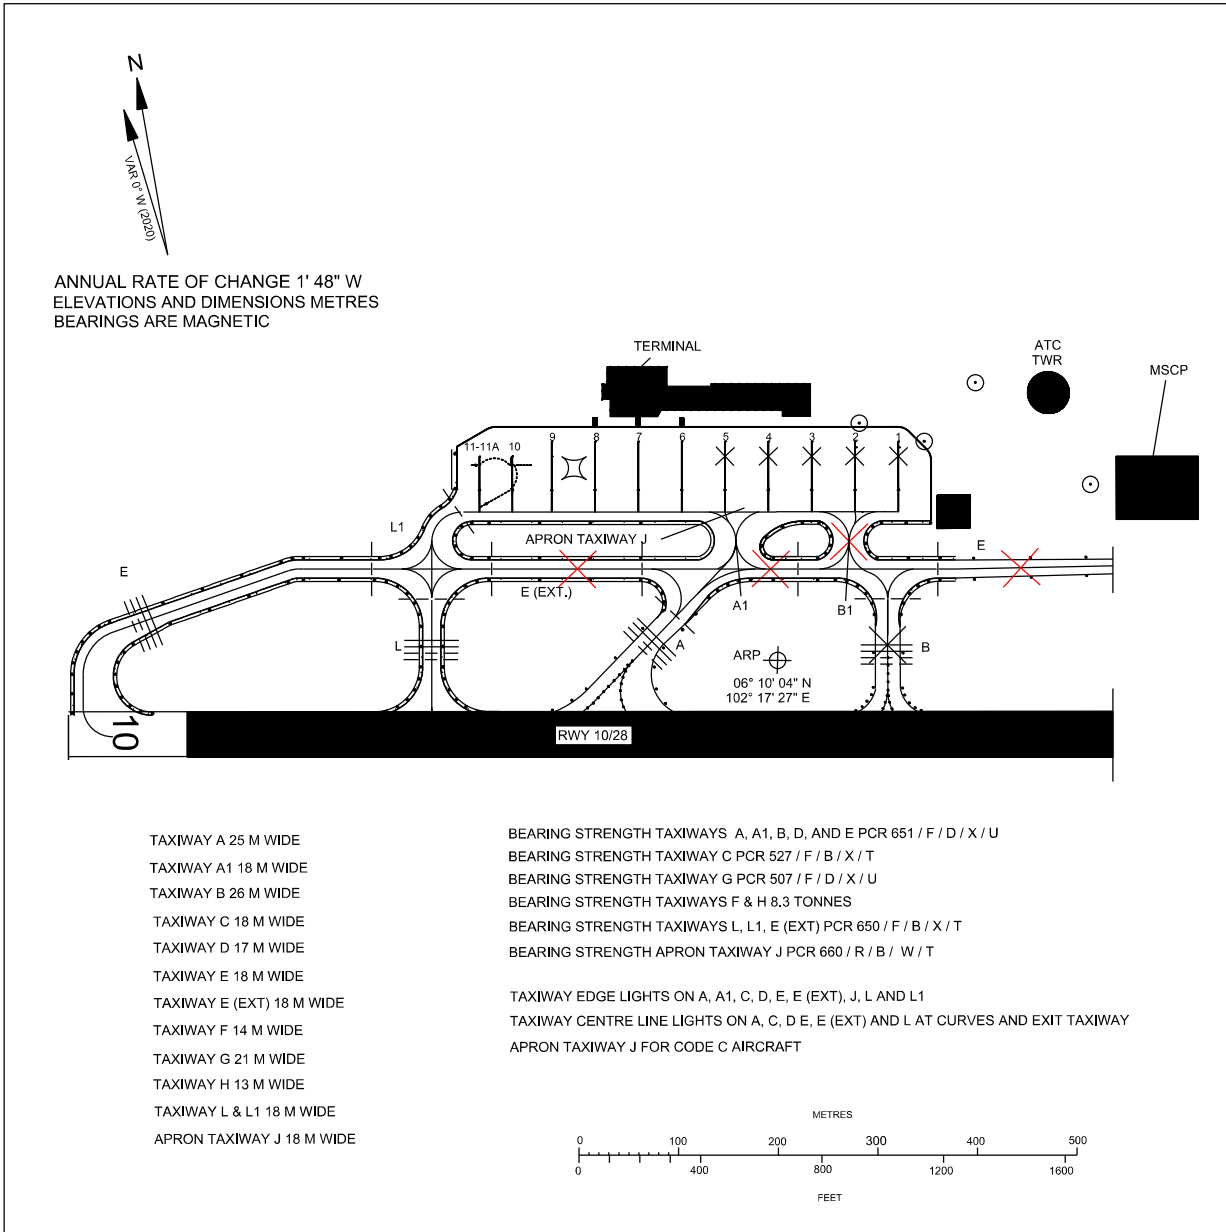 N
VAR 0° W (2020)
ANNUAL RATE OF CHANGE 1' 48" W
ELEVATIONS AND DIMENSIONS METRES
BEARINGS ARE MAGNETIC
TERMINAL
ATC
TWR
MSCP
11-11A 10 9 8 7 6 5 4 3 2 1
L1
APRON TAXIWAY J
E
E
E (EXT.)
A1
B1
L
A
B
ARP
06° 10' 04" N
102° 17' 27" E
10
RWY 10/28
TAXIWAY A 25 M WIDE
TAXIWAY A1 18 M WIDE
TAXIWAY B 26 M WIDE
TAXIWAY C 18 M WIDE
TAXIWAY D 17 M WIDE
TAXIWAY E 18 M WIDE
TAXIWAY E (EXT) 18 M WIDE
TAXIWAY F 14 M WIDE
TAXIWAY G 21 M WIDE
TAXIWAY H 13 M WIDE
TAXIWAY L & L1 18 M WIDE
APRON TAXIWAY J 18 M WIDE
BEARING STRENGTH TAXIWAYS A, A1, B, D, AND E PCR 651 / F / D / X / U
BEARING STRENGTH TAXIWAY C PCR 527 / F / B / X / T
BEARING STRENGTH TAXIWAY G PCR 507 / F / D / X / U
BEARING STRENGTH TAXIWAYS F & H 8.3 TONNES
BEARING STRENGTH TAXIWAYS L, L1, E (EXT) PCR 650 / F / B / X / T
BEARING STRENGTH APRON TAXIWAY J PCR 660 / R / B / W / T
TAXIWAY EDGE LIGHTS ON A, A1, C, D, E, E (EXT), J, L AND L1
TAXIWAY CENTRE LINE LIGHTS ON A, C, D E, E (EXT) AND L AT CURVES AND EXIT TAXIWAY
APRON TAXIWAY J FOR CODE C AIRCRAFT
METRES
0 100 200 300 400 500
0 400 800 1200 1600
FEET